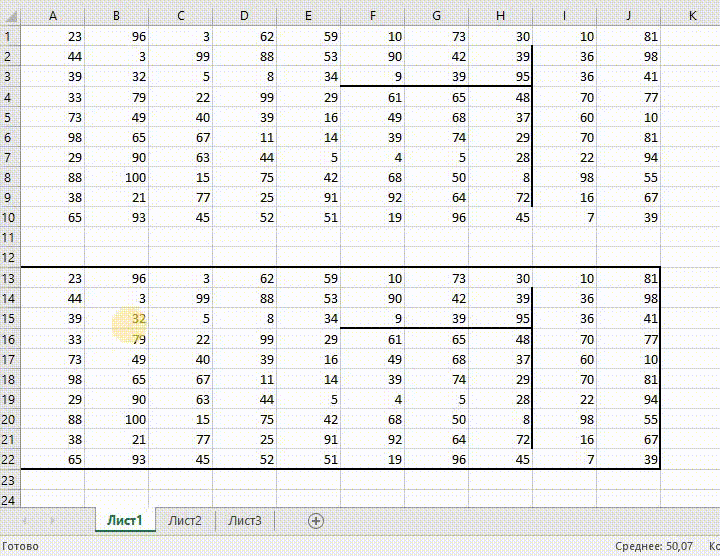 A B C D E F G H I J K
1 23 96 3 62 59 10 73 30 10 81
2 44 3 99 88 53 90 42 39 36 98
3 39 32 5 8 34 9 39 95 36 41
4 33 79 22 99 29 61 65 48 70 77
5 73 49 40 39 16 49 68 37 60 10
6 98 65 67 11 14 39 74 29 70 81
7 29 90 63 44 5 4 5 28 22 94
8 88 100 15 75 42 68 50 8 98 55
9 38 21 77 25 91 92 64 72 16 67
10 65 93 45 52 51 19 96 45 7 39
11
12
13 23 96 3 62 59 10 73 30 10 81
14 44 3 99 88 53 90 42 39 36 98
15 39 32 5 8 34 9 39 95 36 41
16 33 79 22 99 29 61 65 48 70 77
17 73 49 40 39 16 49 68 37 60 10
18 98 65 67 11 14 39 74 29 70 81
19 29 90 63 44 5 4 5 28 22 94
20 88 100 15 75 42 68 50 8 98 55
21 38 21 77 25 91 92 64 72 16 67
22 65 93 45 52 51 19 96 45 7 39
23
24
Лист1 Лист2 Лист3
Готово Среднее: 50,07 Ко